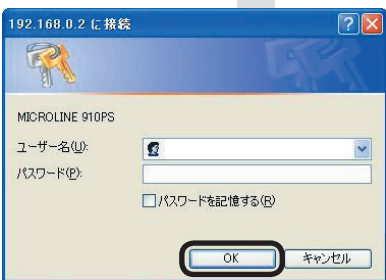 192.168.0.2 に接続
MICROLINE 910PS
ユーザー名(U):
パスワード(P):
パスワードを記憶する(R)
OK キャンセル